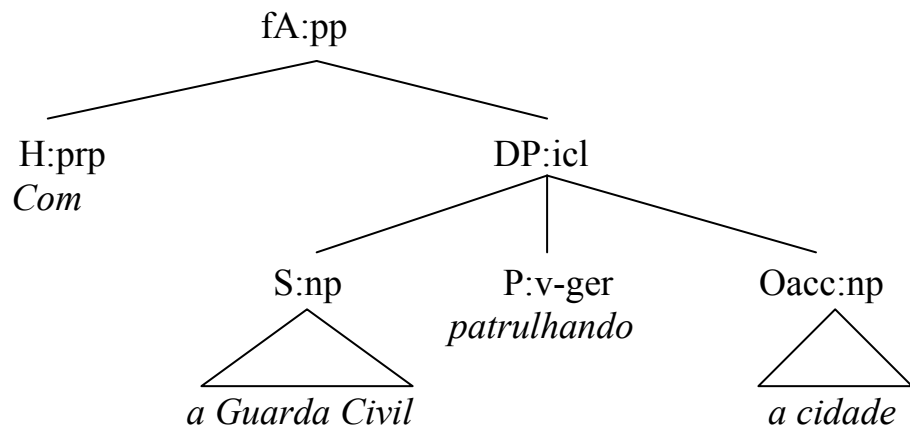 fA:pp
H:prp DP:icl
Com
S:np P:v-ger Oacc:np
patrulhando
a Guarda Civil a cidade